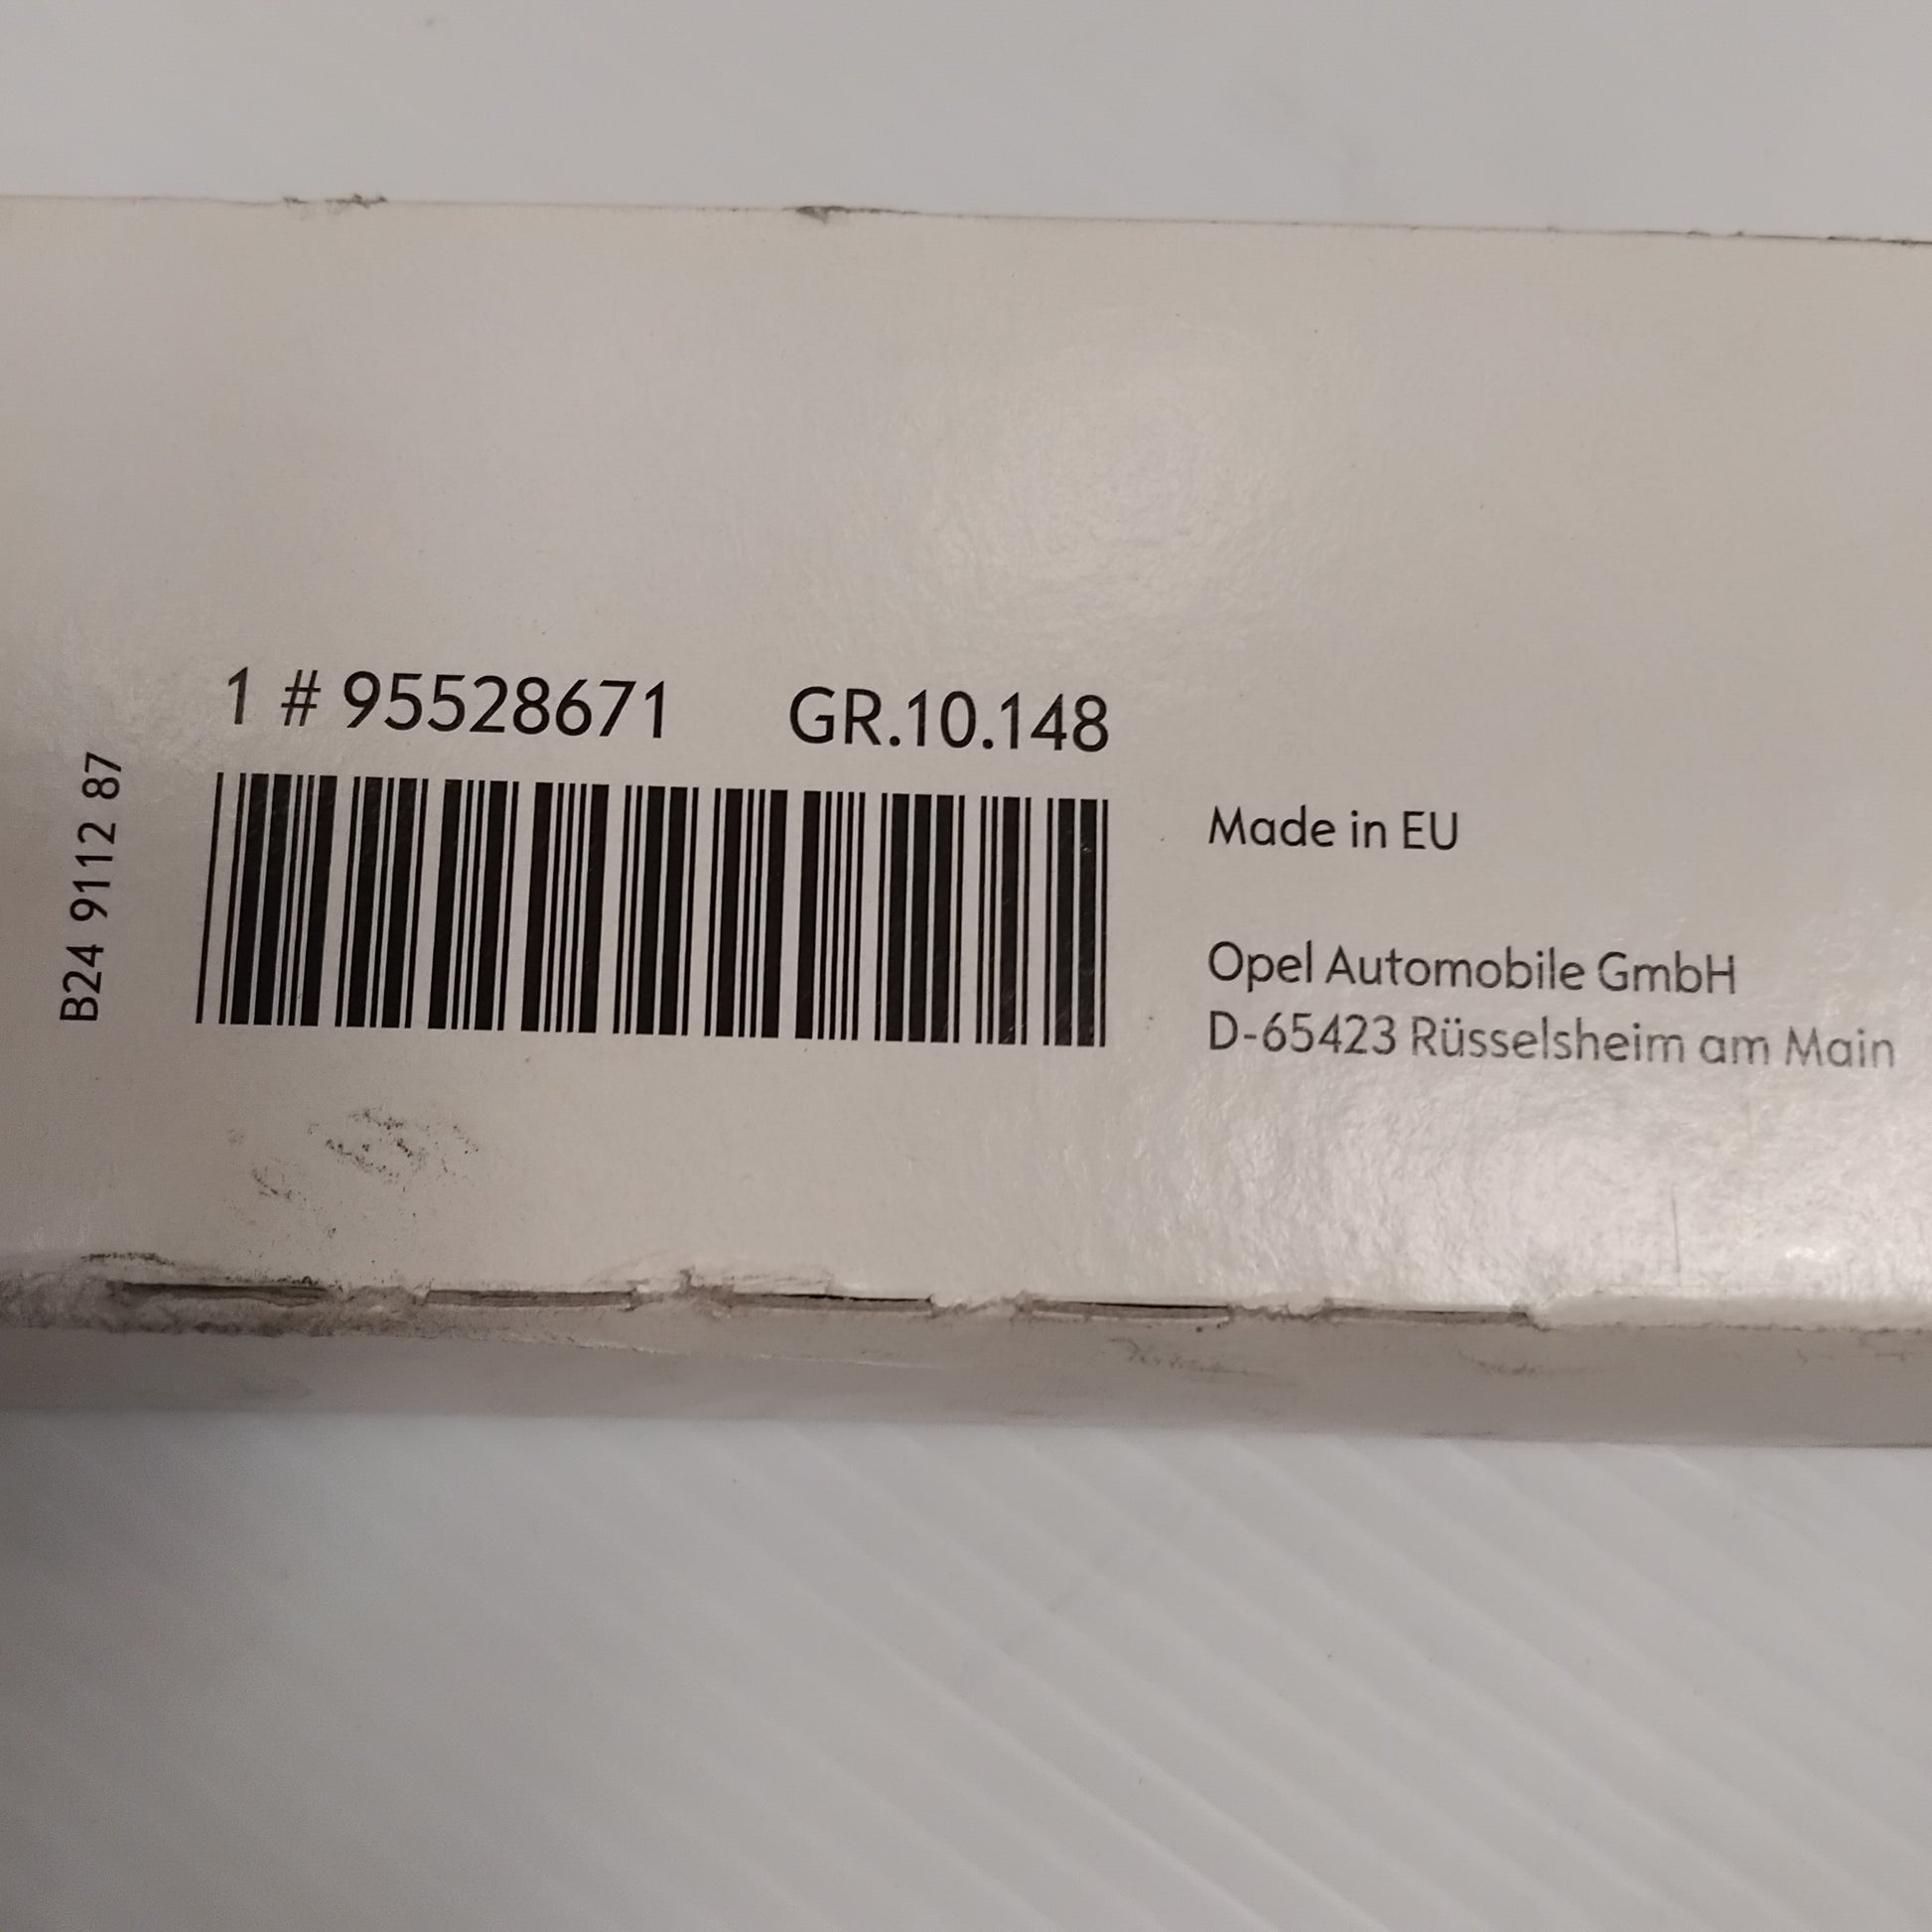 1 # 95528671 GR.10.148
B24 9112 87
Made in EU
Opel Automobile GmbH
D-65423 Rüsselsheim am Main